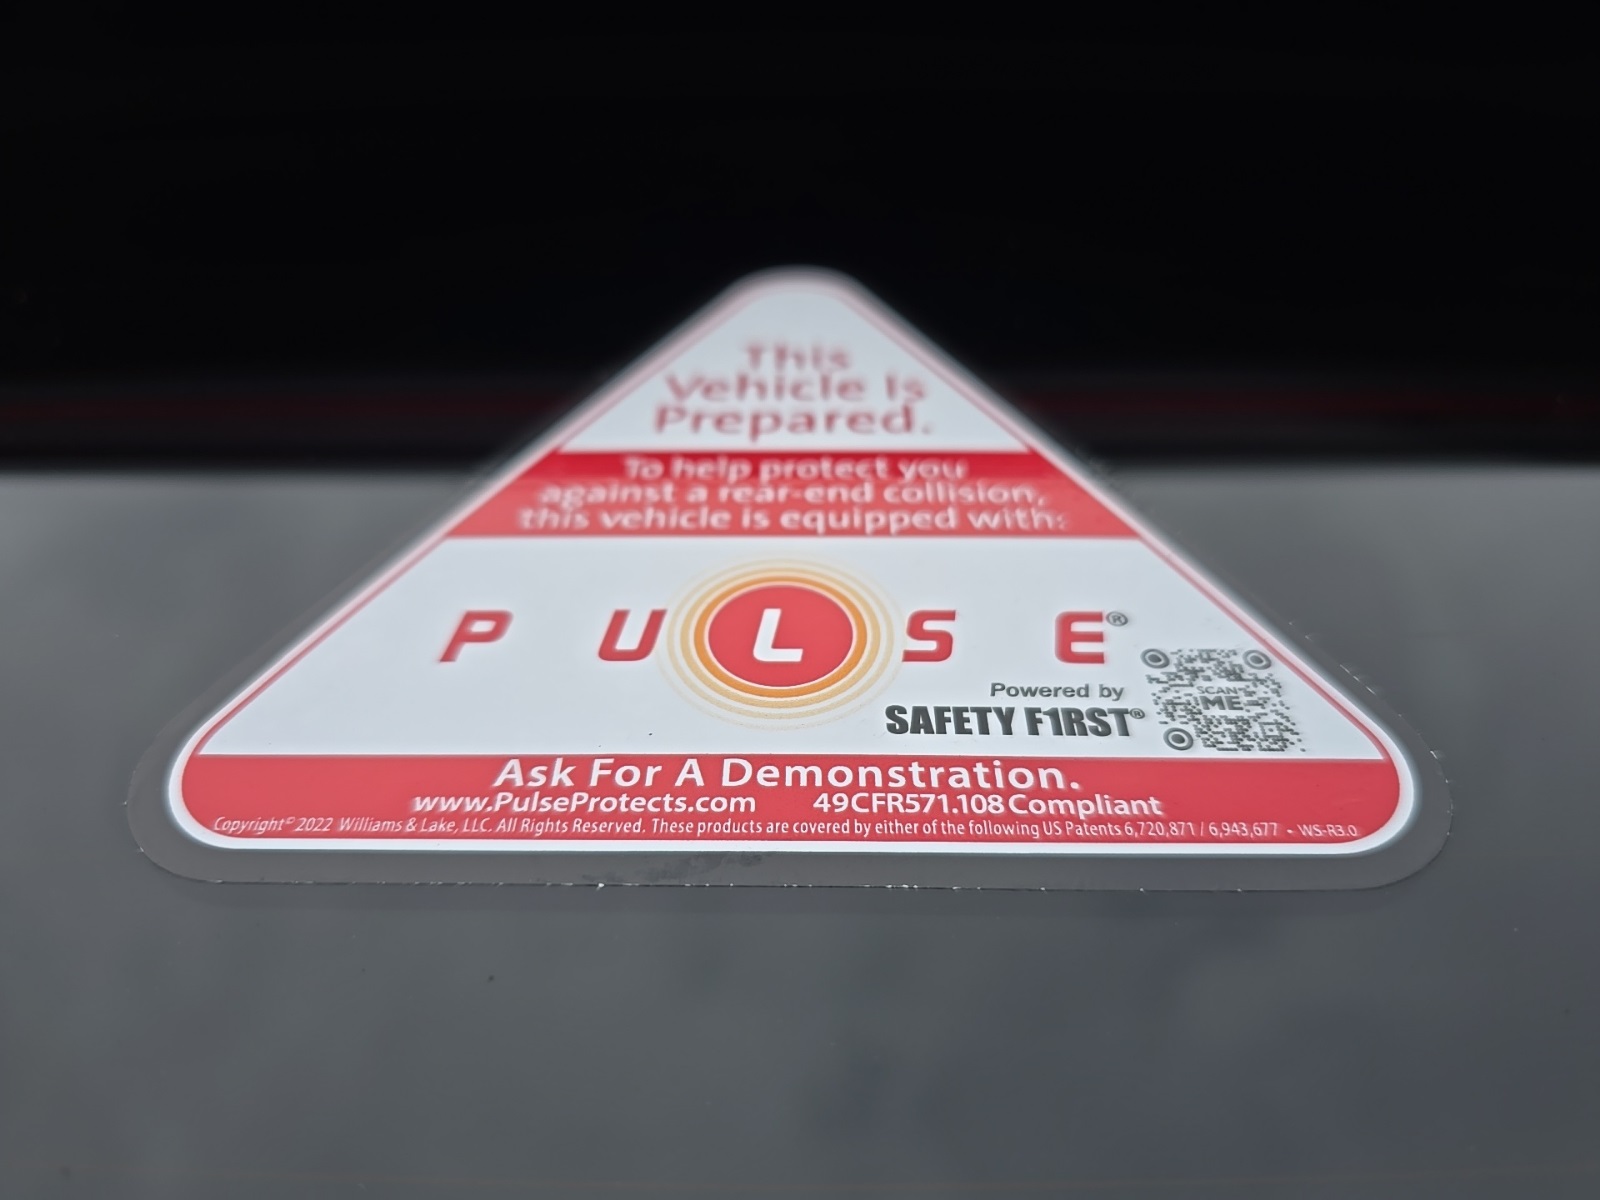 This
Vehicle is
Prepared.
To help protect you
against a rear-end collision,
this vehicle is equipped with:
PULSE®
Powered by
SAFETY F1RST®
SCAN
ME
Ask For A Demonstration.
www.PulseProtects.com 49CFR571.108 Compliant
Copyright© 2022 Williams & Lake, LLC. All Rights Reserved. These products are covered by either of the following US Patents 6,720,871 / 6,943,677 - WS-R3.0